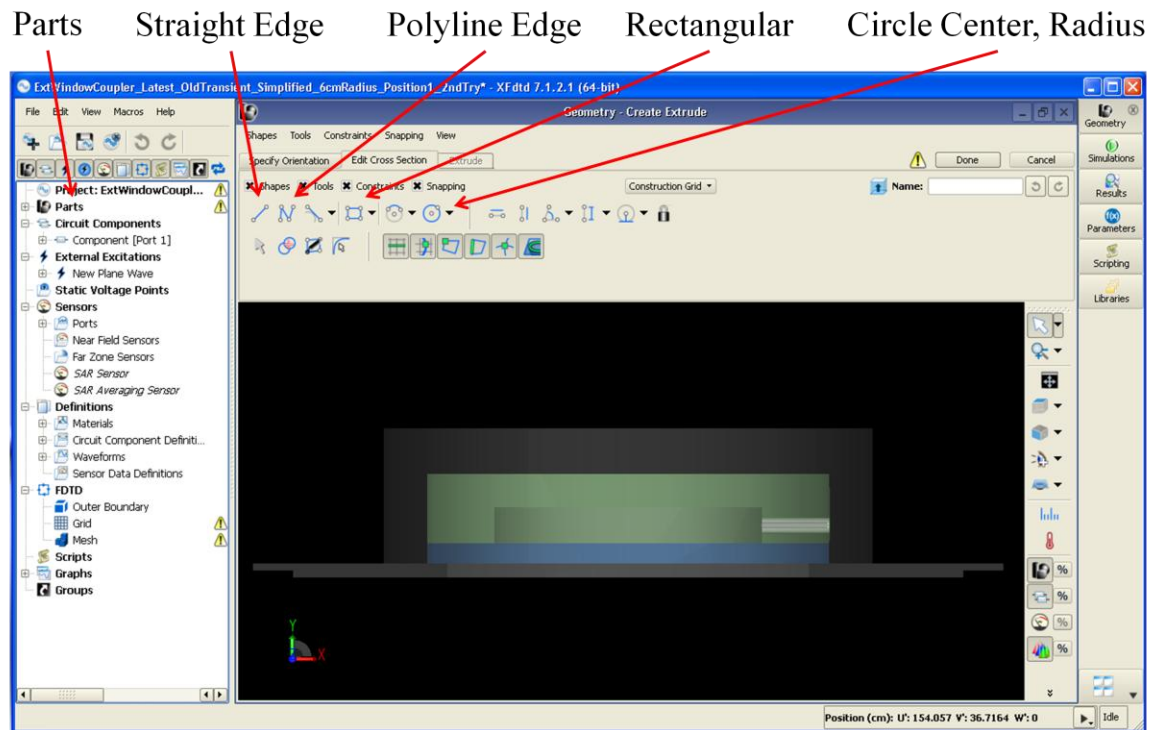 Parts Straight Edge Polyline Edge Rectangular Circle Center, Radius
ExtWindowCoupler_Latest_OldTransient_Simplified_6cmRadius_Position1_2ndTry* - XFdtd 7.1.2.1 (64-bit)
File Edit View Macros Help
Geometry - Create Extrude
Geometry
Shapes Tools Constraints Snapping View
Specify Orientation Edit Cross Section Extrude Done Cancel
Simulations
Project: ExtWindowCoupl...
Shapes Tools Constraints Snapping Construction Grid Name:
Results
Parts
Circuit Components
Parameters
Component [Port 1]
External Excitations
New Plane Wave
Scripting
Static Voltage Points
Sensors
Libraries
Ports
Near Field Sensors
Far Zone Sensors
SAR Sensor
SAR Averaging Sensor
Definitions
Materials
Circuit Component Definiti...
Waveforms
Sensor Data Definitions
FDTD
Outer Boundary
Grid
Mesh
Scripts
Graphs
%
Groups
%
%
%
Y
X
Position (cm): U': 154.057 V': 36.7164 W': 0 Idle